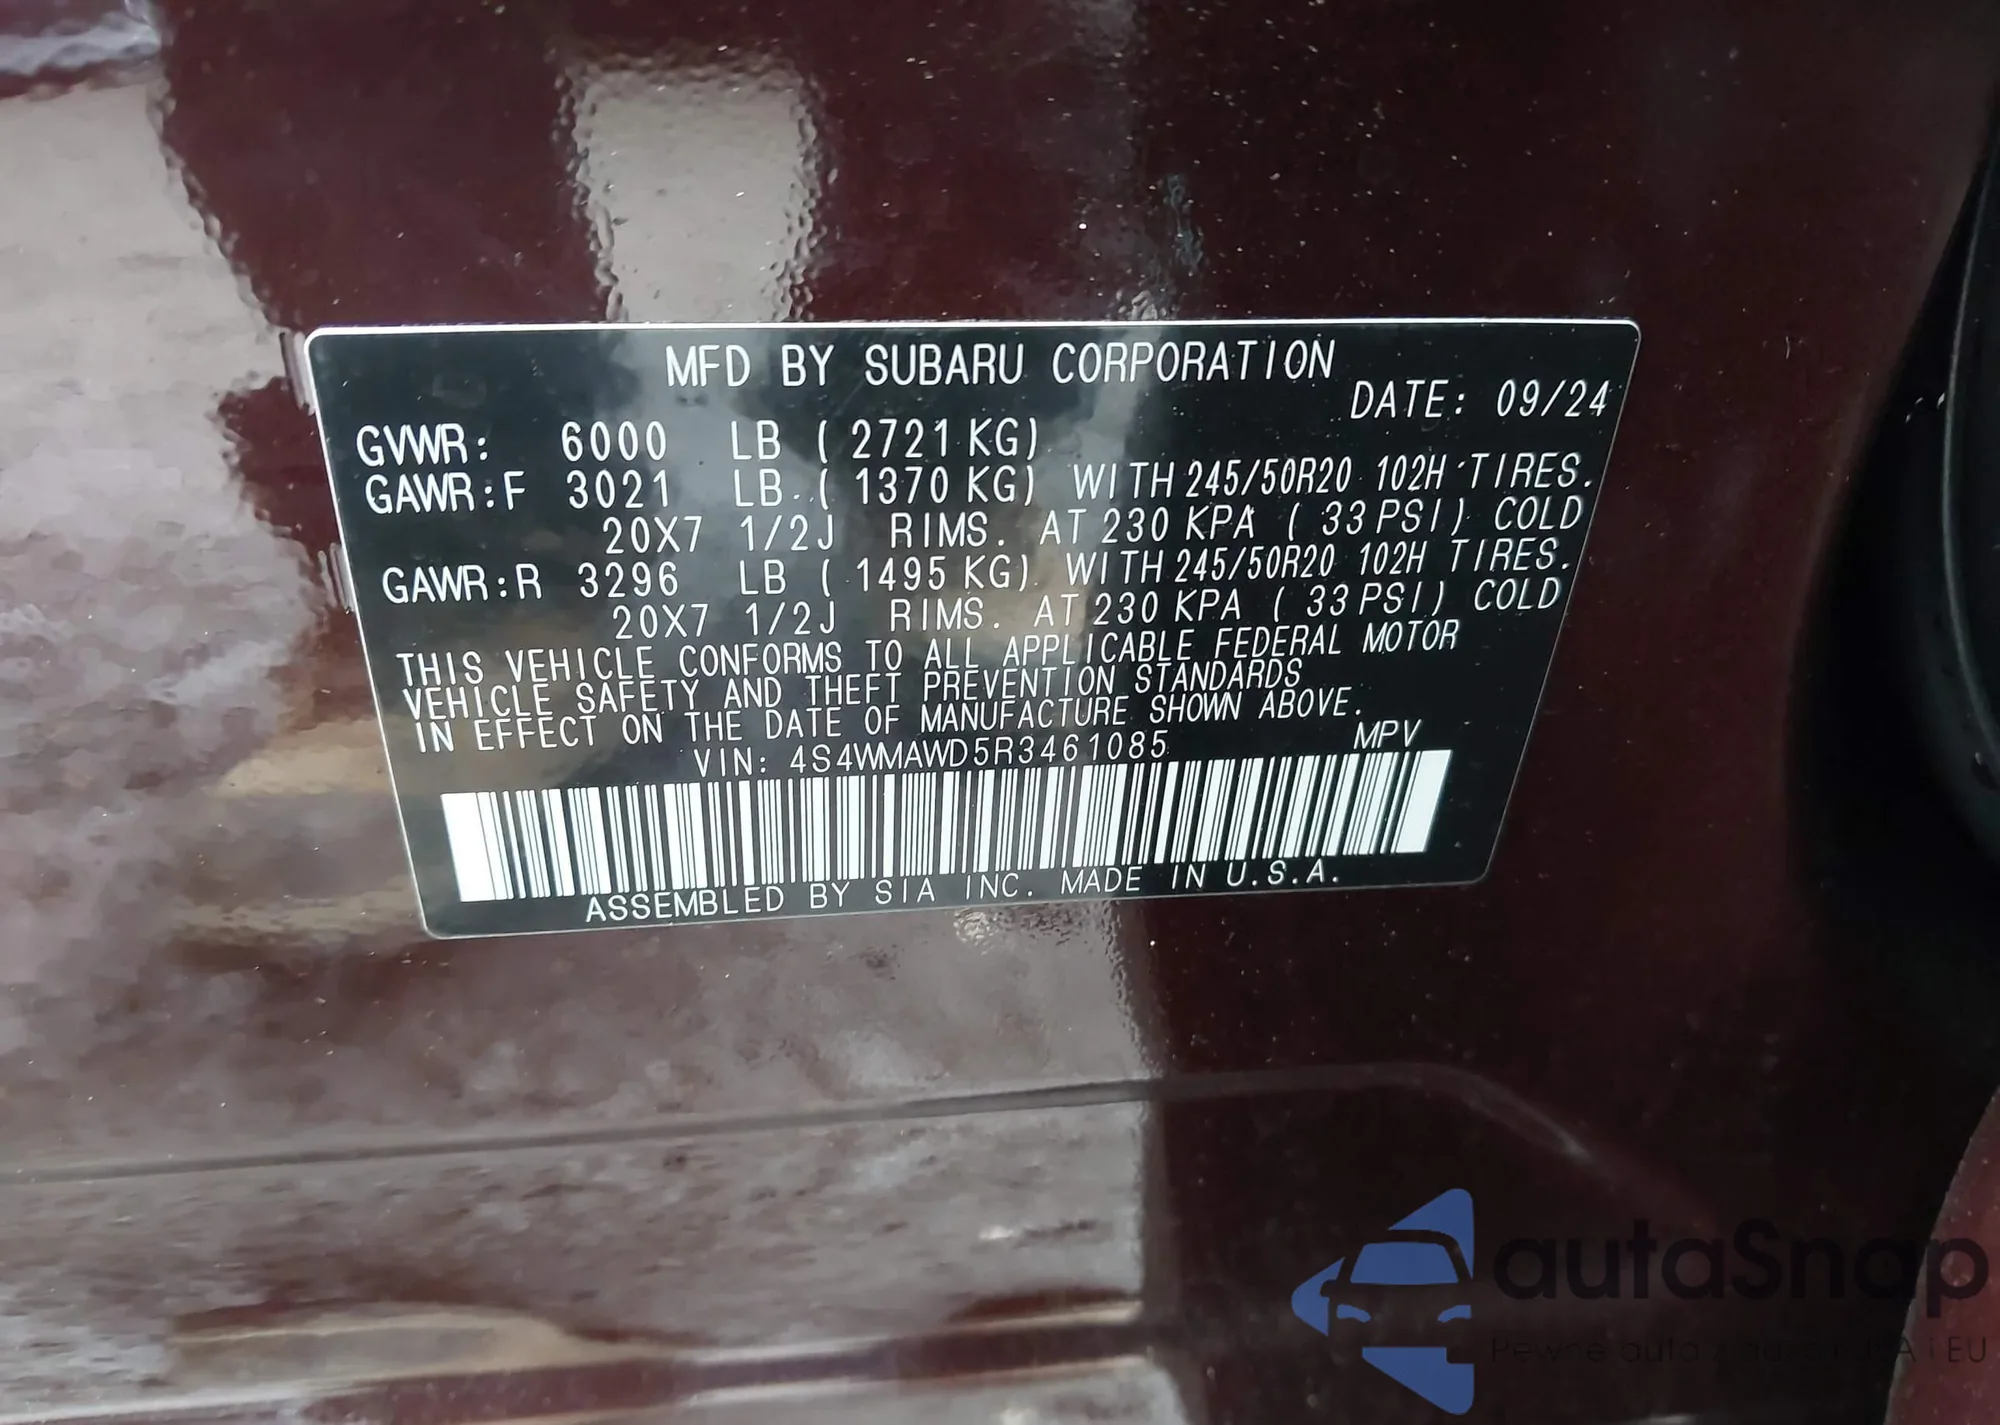 MFD BY SUBARU CORPORATION
DATE: 09/24
GVWR: 6000 LB ( 2721 KG)
GAWR:F 3021 LB ( 1370 KG) WITH 245/50R20 102H TIRES.
20X7 1/2J RIMS. AT 230 KPA ( 33 PSI) COLD
GAWR:R 3296 LB ( 1495 KG) WITH 245/50R20 102H TIRES.
20X7 1/2J RIMS. AT 230 KPA ( 33 PSI) COLD
THIS VEHICLE CONFORMS TO ALL APPLICABLE FEDERAL MOTOR
VEHICLE SAFETY AND THEFT PREVENTION STANDARDS
IN EFFECT ON THE DATE OF MANUFACTURE SHOWN ABOVE.
VIN: 4S4WMAWD5R3461085 MPV
ASSEMBLED BY SIA INC. MADE IN U.S.A.
autaSnap
Pewne auta i EU